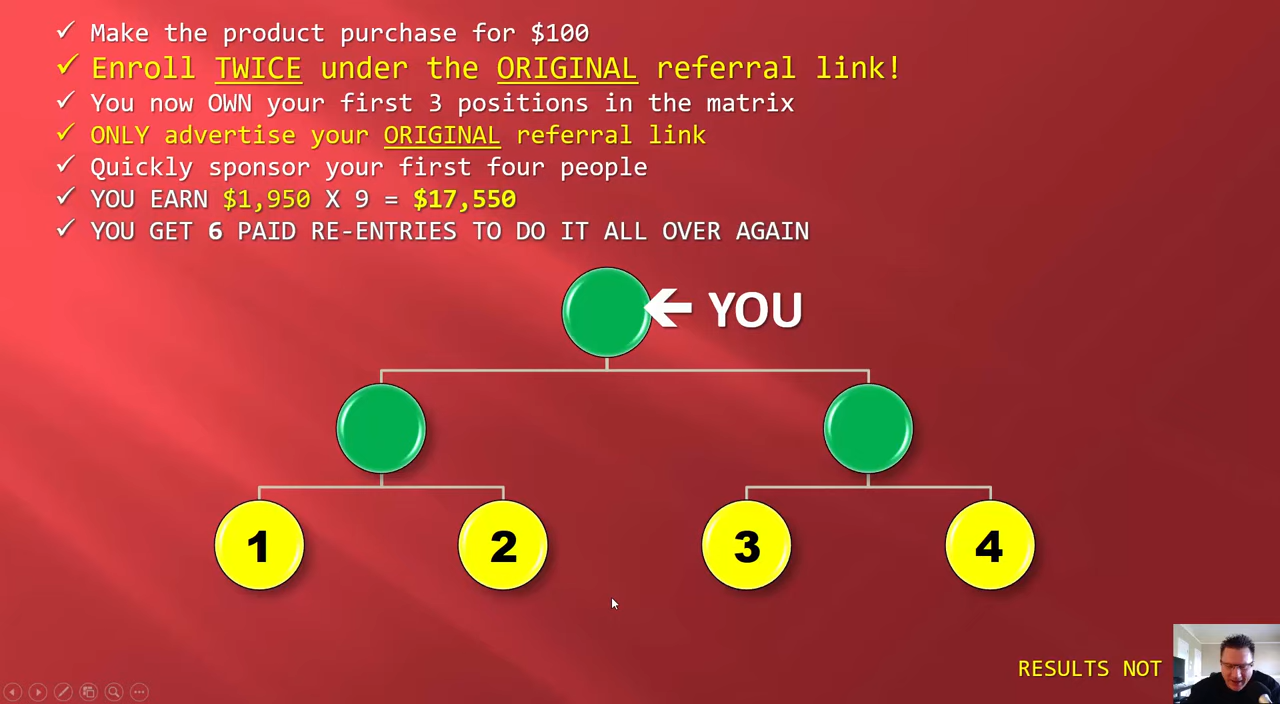 Make the product purchase for $100
Enroll TWICE under the ORIGINAL referral link!
You now OWN your first 3 positions in the matrix
ONLY advertise your ORIGINAL referral link
Quickly sponsor your first four people
YOU EARN $1,950 X 9 = $17,550
YOU GET 6 PAID RE-ENTRIES TO DO IT ALL OVER AGAIN
YOU
1 2 3 4
RESULTS NOT